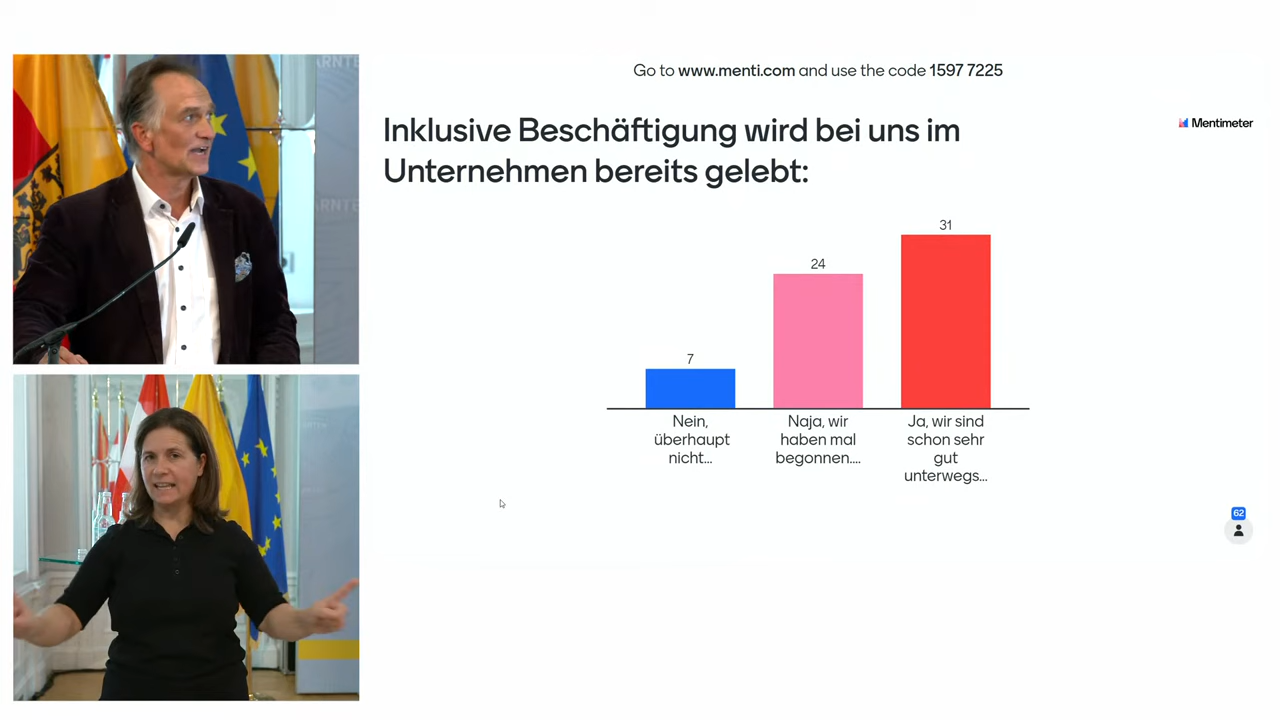 Go to www.menti.com and use the code 1597 7225
Inklusive Beschäftigung wird bei uns im
Unternehmen bereits gelebt:
Mentimeter
31
24
7
Nein,
überhaupt
nicht...
Naja, wir
haben mal
begonnen....
Ja, wir sind
schon sehr
gut
unterwegs...
62